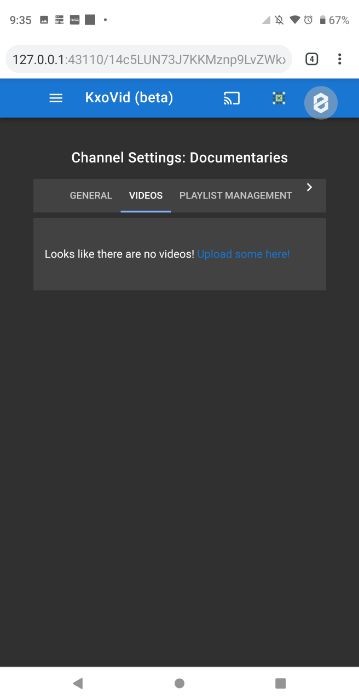 9:35
67%
127.0.0.1:43110/14c5LUN73J7KKMznp9LvZWk
4
KxoVid (beta)
Channel Settings: Documentaries
GENERAL VIDEOS PLAYLIST MANAGEMENT
Looks like there are no videos! Upload some here!